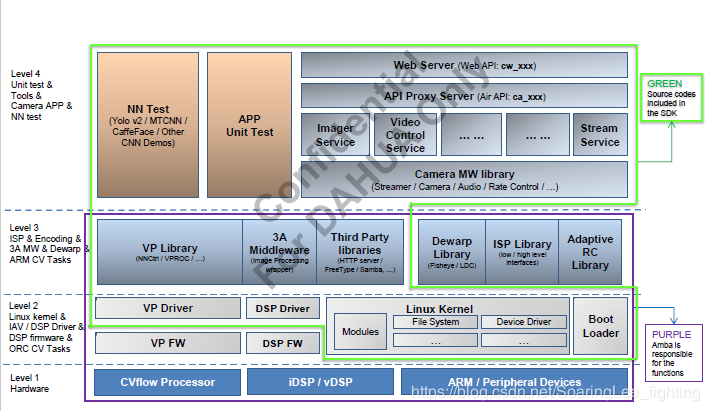 Level 4
Unit test &
Tools &
Camera APP &
NN test
NN Test
(Yolo v2 / MTCNN /
CaffeFace / Other
CNN Demos)
APP
Unit Test
Web Server (Web API: cw_xxx)
API Proxy Server (Air API: ca_xxx)
Imager
Service
Video
Control
Service
... ...
... ...
Stream
Service
Camera MW library
(Streamer / Camera / Audio / Rate Control / ...)
GREEN
Source codes
included in
the SDK
Confidential
For DAHUA Only
Level 3
ISP & Encoding &
3A MW & Dewarp &
ARM CV Tasks
VP Library
(NNCtrl / VPROC / ...)
3A
Middleware
(Image Processing
wrapper)
Third Party
libraries
(HTTP server /
FreeType / Samba, ...)
Dewarp
Library
(Fisheye / LDC)
ISP Library
(low / high level
interfaces)
Adaptive
RC
Library
Level 2
Linux kernel &
IAV / DSP Driver &
DSP firmware &
ORC CV Tasks
VP Driver
DSP Driver
VP FW
DSP FW
Linux Kernel
Modules
File System
Device Driver
...
...
Boot
Loader
PURPLE
Amba is
responsible
for the
functions
Level 1
Hardware
CVflow Processor
iDSP / vDSP
ARM / Peripheral Devices
https://blog.csdn.net/SoaringLee_fighting